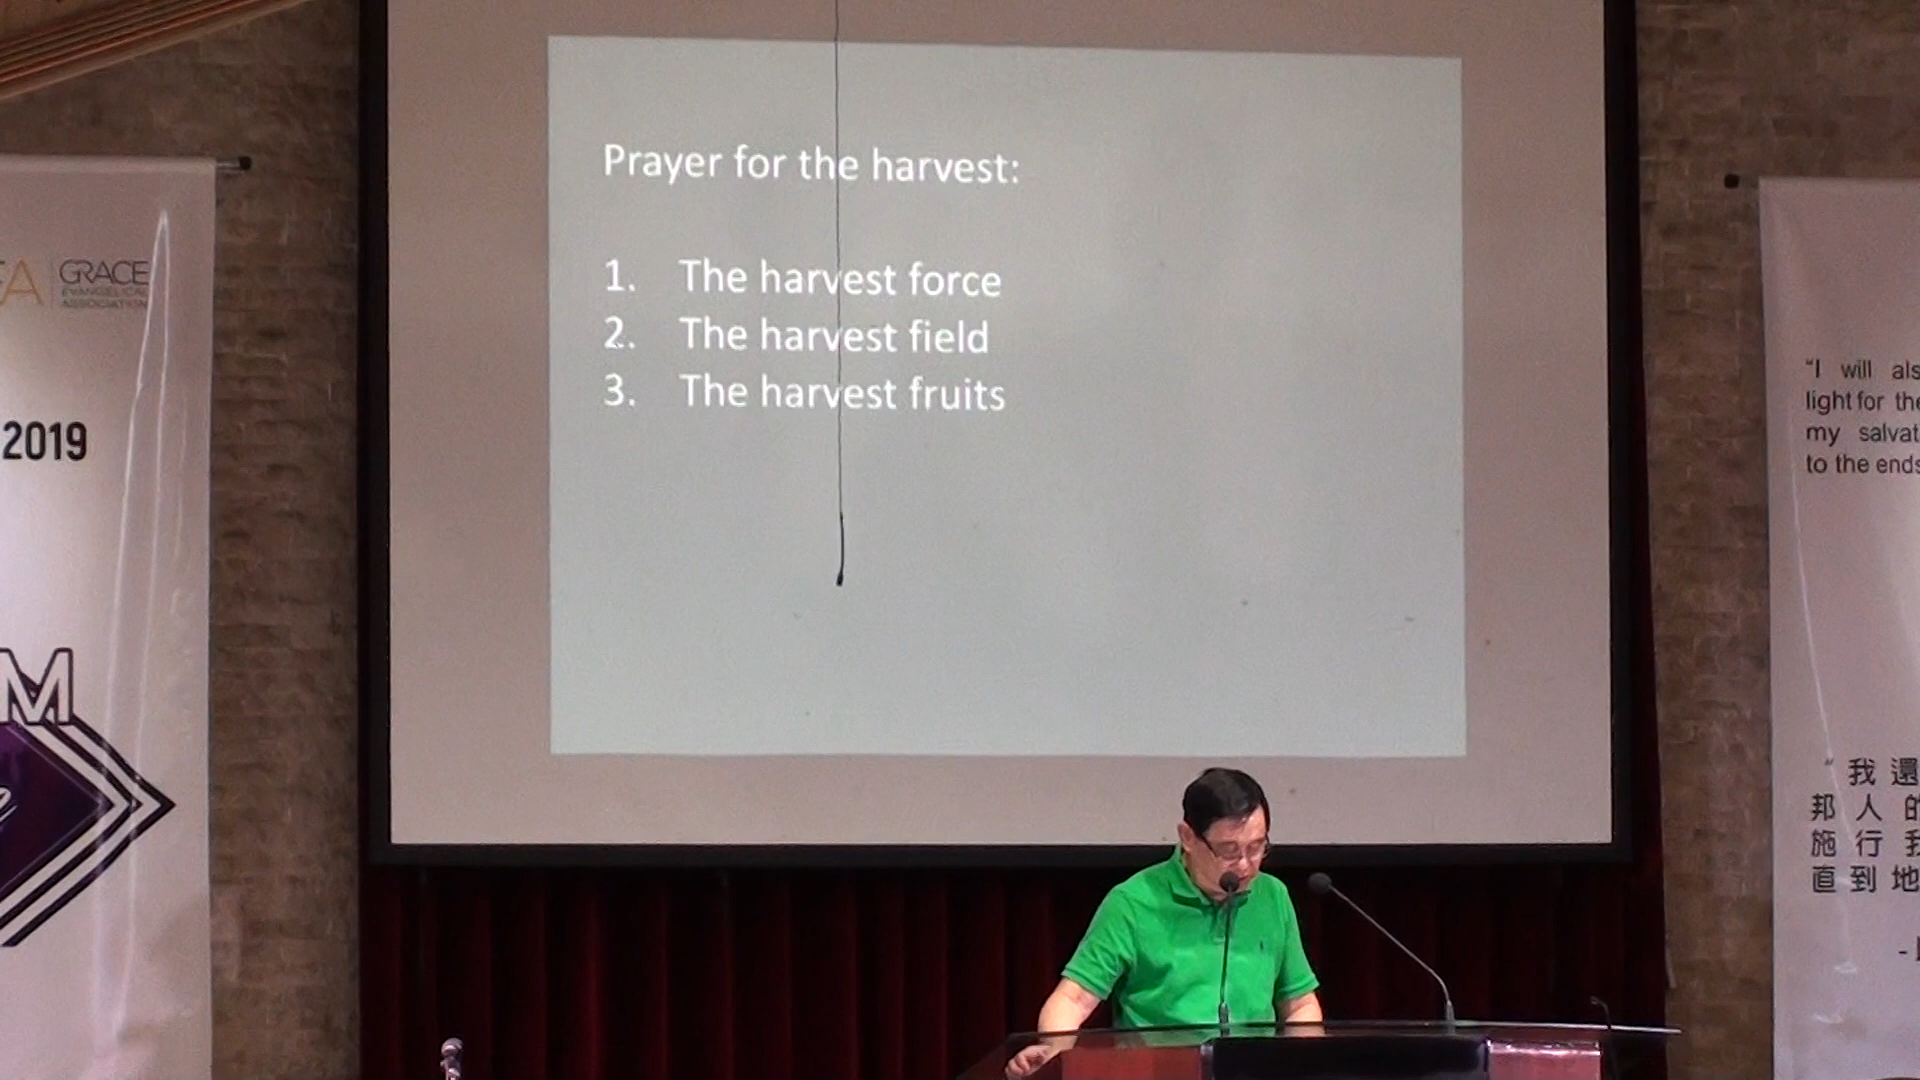 Prayer for the harvest:
1. The harvest force
2. The harvest field
3. The harvest fruits
A
GRACE
EVANGELICAL
ASSOCIATION
2019
M
"I will als
light for the
my salvat
to the ends
"我 還
邦 人 的
施 行 我
直 到 地
-